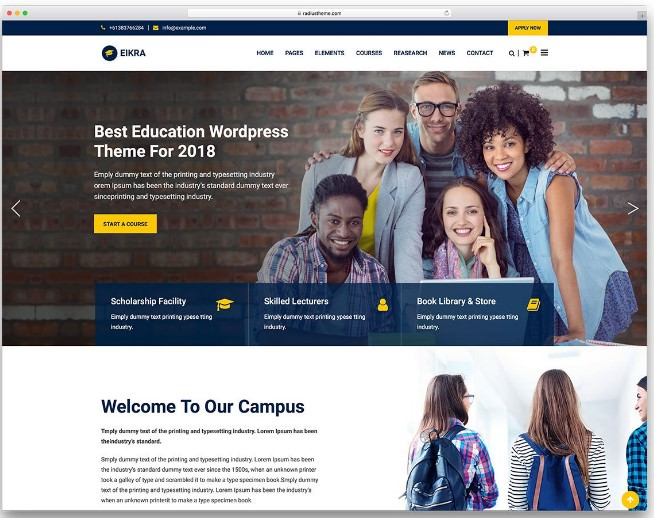 radiustheme.com
+61383766284 | info@example.com APPLY NOW
EIKRA HOME PAGES ELEMENTS COURSES REASEARCH NEWS CONTACT
Best Education Wordpress
Theme For 2018
Emply dummy text of the printing and typesetting industry
orem Ipsum has been the industry's standard dummy text ever
sinceprinting and typesetting industry.
START A COURSE
Scholarship Facility
Eimply dummy text printing ypese tting
industry.
Skilled Lecturers
Eimply dummy text printing ypese tting
industry.
Book Library & Store
Eimply dummy text printing ypese tting
industry.
Welcome To Our Campus
Tmply dummy text of the printing and typesetting industry. Lorem Ipsum has been
theindustry's standard.
Smply dummy text of the printing and typesetting industry. Lorem Ipsum has been
the industry's standard dummy text ever since the 1500s, when an unknown printer
took a galley of type and scrambled it to make a type specimen book.Smply dummy
text of the printing and typesetting industry. Lorem Ipsum has been the industry's
when an unknown printerit to make a type specimen book